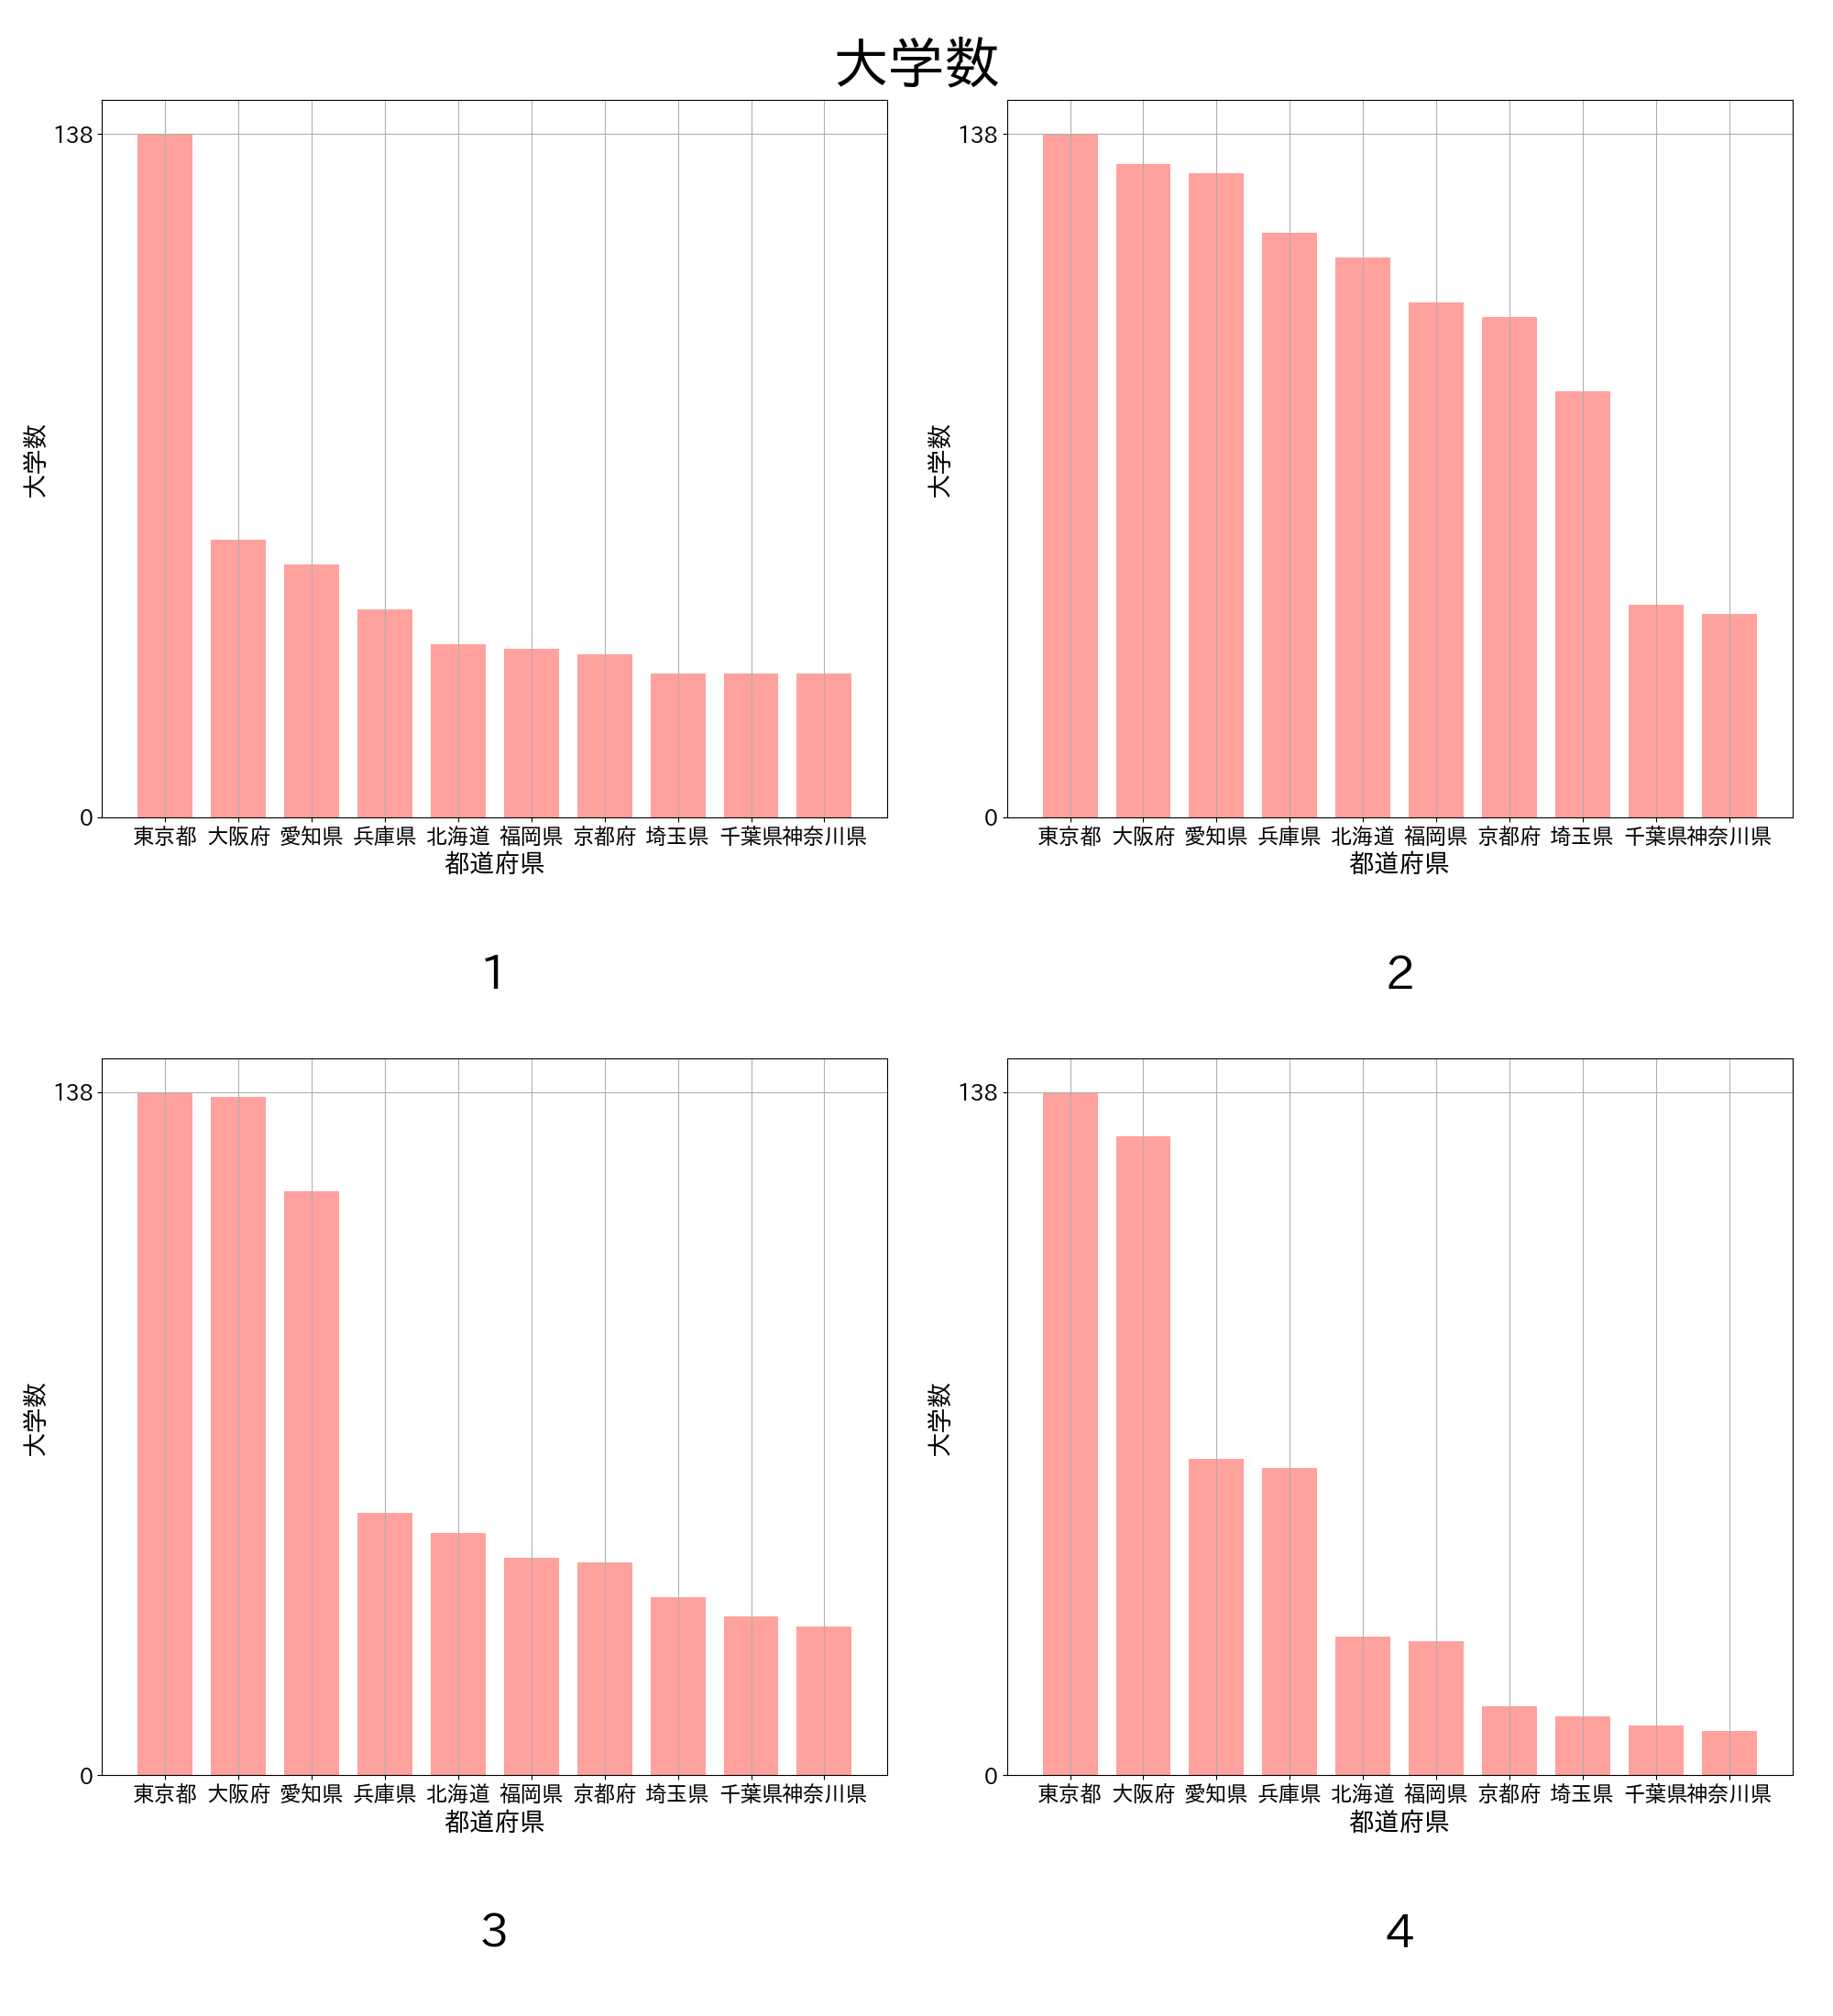 大学数
138
大学数
0
東京都 大阪府 愛知県 兵庫県 北海道 福岡県 京都府 埼玉県 千葉県 神奈川県
都道府県
1
138
大学数
0
東京都 大阪府 愛知県 兵庫県 北海道 福岡県 京都府 埼玉県 千葉県 神奈川県
都道府県
2
138
大学数
0
東京都 大阪府 愛知県 兵庫県 北海道 福岡県 京都府 埼玉県 千葉県 神奈川県
都道府県
3
138
大学数
0
東京都 大阪府 愛知県 兵庫県 北海道 福岡県 京都府 埼玉県 千葉県 神奈川県
都道府県
4